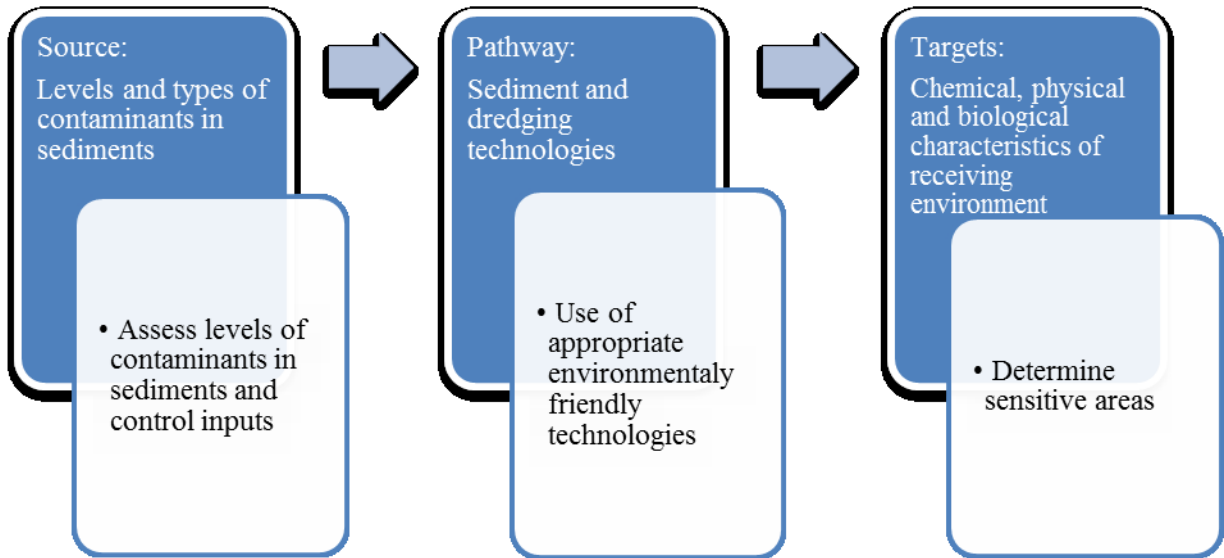 Source:
Levels and types of
contaminants in
sediments
• Assess levels of
contaminants in
sediments and
control inputs
Pathway:
Sediment and
dredging
technologies
• Use of
appropriate
environmentaly
friendly
technologies
Targets:
Chemical, physical
and biological
characteristics of
receiving
environment
• Determine
sensitive areas